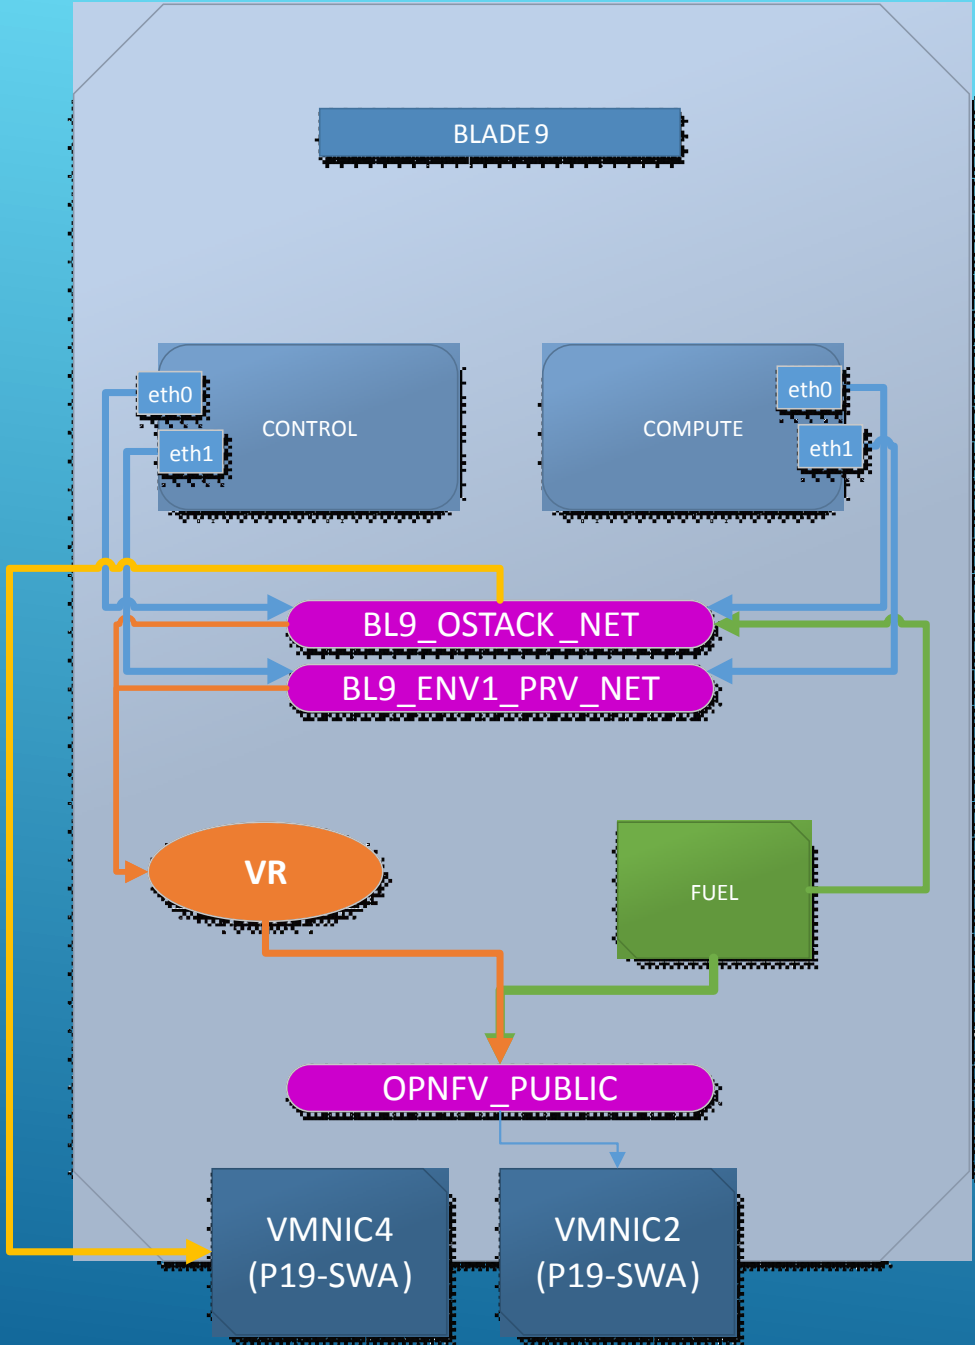 BLADE 9
eth0
eth1
CONTROL
COMPUTE
eth0
eth1
BL9_OSTACK_NET
BL9_ENV1_PRV_NET
VR
FUEL
OPNFV_PUBLIC
VMNIC4
(P19-SWA)
VMNIC2
(P19-SWA)